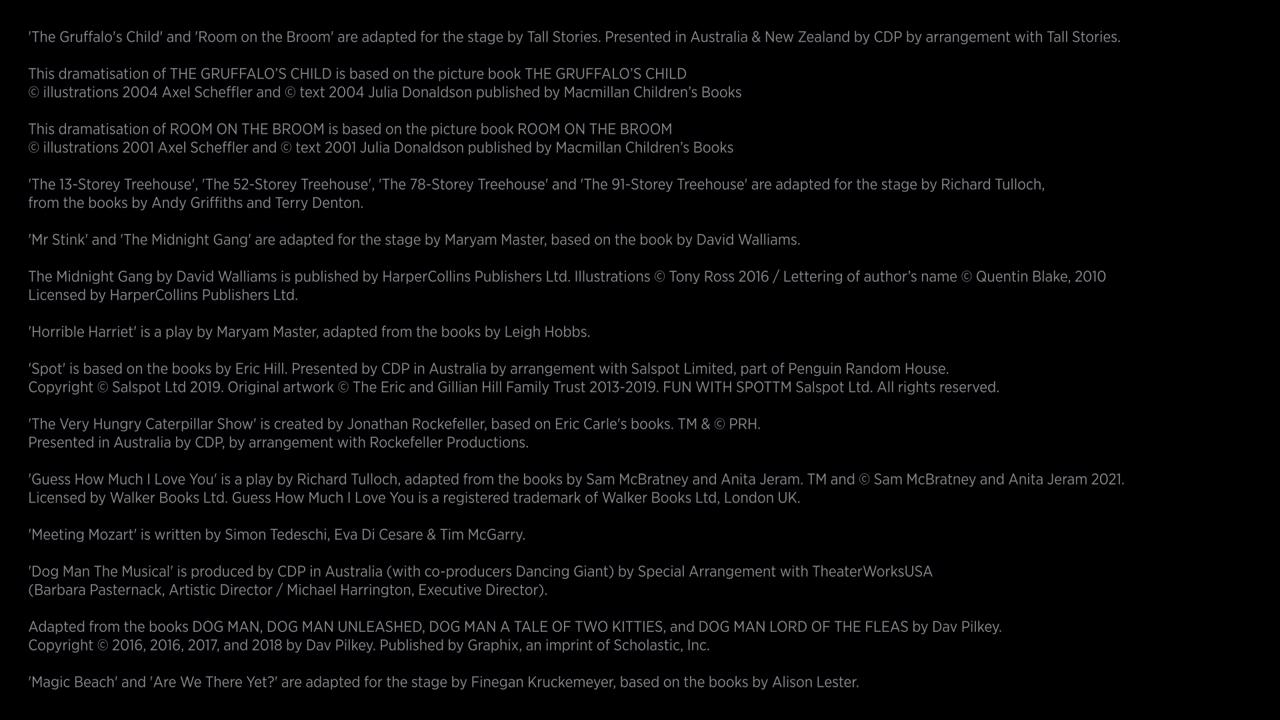 'The Gruffalo's Child' and 'Room on the Broom' are adapted for the stage by Tall Stories. Presented in Australia & New Zealand by CDP by arrangement with Tall Stories.
This dramatisation of THE GRUFFALO'S CHILD is based on the picture book THE GRUFFALO'S CHILD
© illustrations 2004 Axel Scheffler and © text 2004 Julia Donaldson published by Macmillan Children's Books
This dramatisation of ROOM ON THE BROOM is based on the picture book ROOM ON THE BROOM
© illustrations 2001 Axel Scheffler and © text 2001 Julia Donaldson published by Macmillan Children's Books
'The 13-Storey Treehouse', 'The 52-Storey Treehouse', 'The 78-Storey Treehouse' and 'The 91-Storey Treehouse' are adapted for the stage by Richard Tulloch,
from the books by Andy Griffiths and Terry Denton.
'Mr Stink' and 'The Midnight Gang' are adapted for the stage by Maryam Master, based on the book by David Walliams.
The Midnight Gang by David Walliams is published by HarperCollins Publishers Ltd. Illustrations © Tony Ross 2016 / Lettering of author's name © Quentin Blake, 2010
Licensed by HarperCollins Publishers Ltd.
'Horrible Harriet' is a play by Maryam Master, adapted from the books by Leigh Hobbs.
'Spot' is based on the books by Eric Hill. Presented by CDP in Australia by arrangement with Salspot Limited, part of Penguin Random House.
Copyright © Salspot Ltd 2019. Original artwork © The Eric and Gillian Hill Family Trust 2013-2019. FUN WITH SPOTTM Salspot Ltd. All rights reserved.
'The Very Hungry Caterpillar Show' is created by Jonathan Rockefeller, based on Eric Carle's books. TM & © PRH.
Presented in Australia by CDP, by arrangement with Rockefeller Productions.
'Guess How Much I Love You' is a play by Richard Tulloch, adapted from the books by Sam McBratney and Anita Jeram. TM and © Sam McBratney and Anita Jeram 2021.
Licensed by Walker Books Ltd. Guess How Much I Love You is a registered trademark of Walker Books Ltd, London UK.
'Meeting Mozart' is written by Simon Tedeschi, Eva Di Cesare & Tim McGarry.
'Dog Man The Musical' is produced by CDP in Australia (with co-producers Dancing Giant) by Special Arrangement with TheaterWorksUSA
(Barbara Pasternack, Artistic Director / Michael Harrington, Executive Director).
Adapted from the books DOG MAN, DOG MAN UNLEASHED, DOG MAN A TALE OF TWO KITTIES, and DOG MAN LORD OF THE FLEAS by Dav Pilkey.
Copyright © 2016, 2016, 2017, and 2018 by Dav Pilkey. Published by Graphix, an imprint of Scholastic, Inc.
'Magic Beach' and 'Are We There Yet?' are adapted for the stage by Finegan Kruckemeyer, based on the books by Alison Lester.